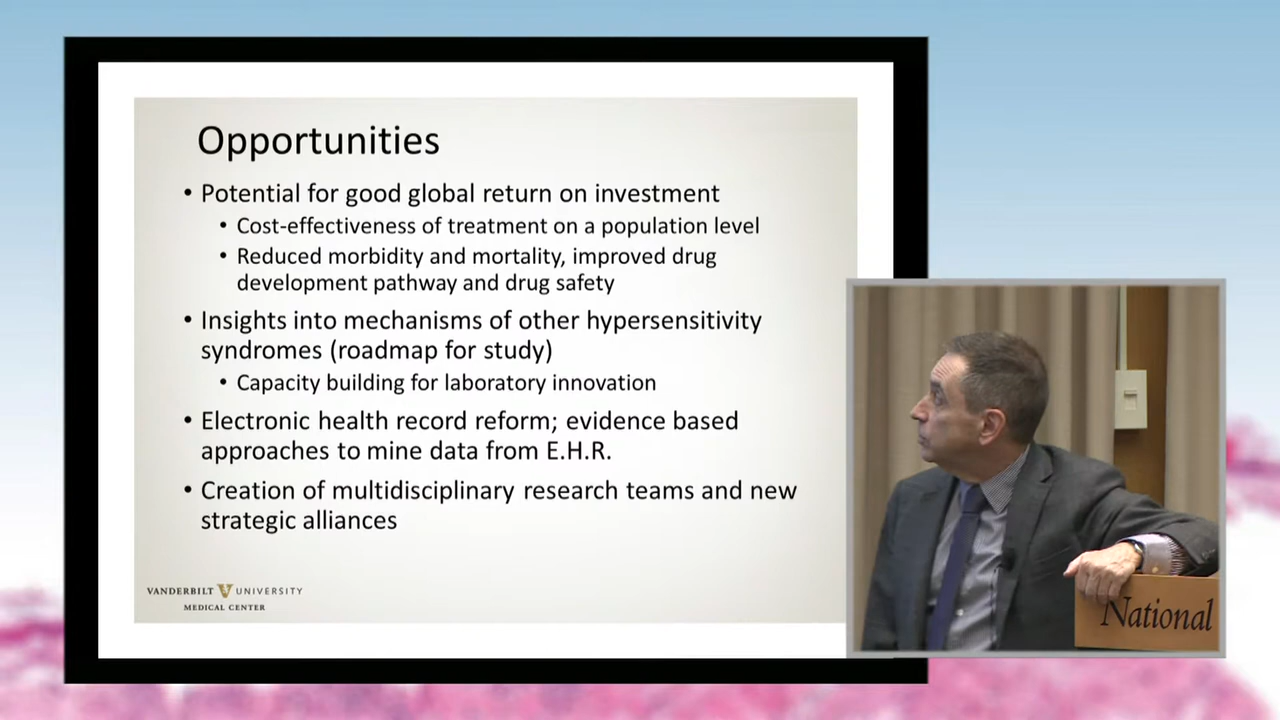 Opportunities
• Potential for good global return on investment
• Cost-effectiveness of treatment on a population level
• Reduced morbidity and mortality, improved drug
development pathway and drug safety
• Insights into mechanisms of other hypersensitivity
syndromes (roadmap for study)
• Capacity building for laboratory innovation
• Electronic health record reform; evidence based
approaches to mine data from E.H.R.
• Creation of multidisciplinary research teams and new
strategic alliances
VANDERBILT V UNIVERSITY
MEDICAL CENTER
National